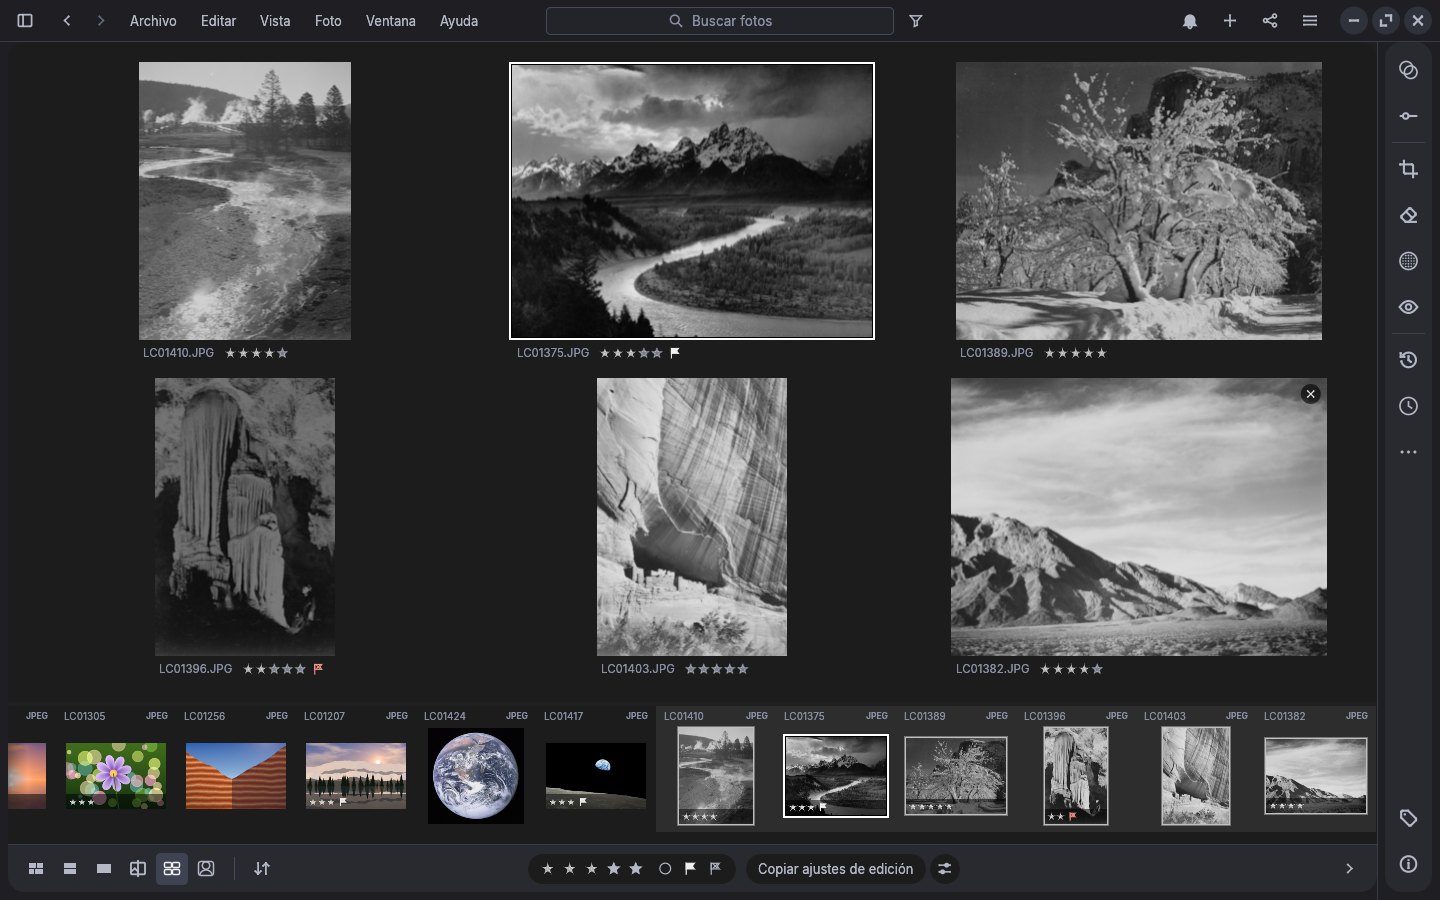 Archivo Editar Vista Foto Ventana Ayuda Buscar fotos
LC01410.JPG LC01375.JPG LC01389.JPG
LC01396.JPG LC01403.JPG LC01382.JPG
JPEG LC01305 JPEG LC01256 JPEG LC01207 JPEG LC01424 JPEG LC01417 JPEG LC01410 JPEG LC01375 JPEG LC01389 JPEG LC01396 JPEG LC01403 JPEG LC01382 JPEG
Copiar ajustes de edición